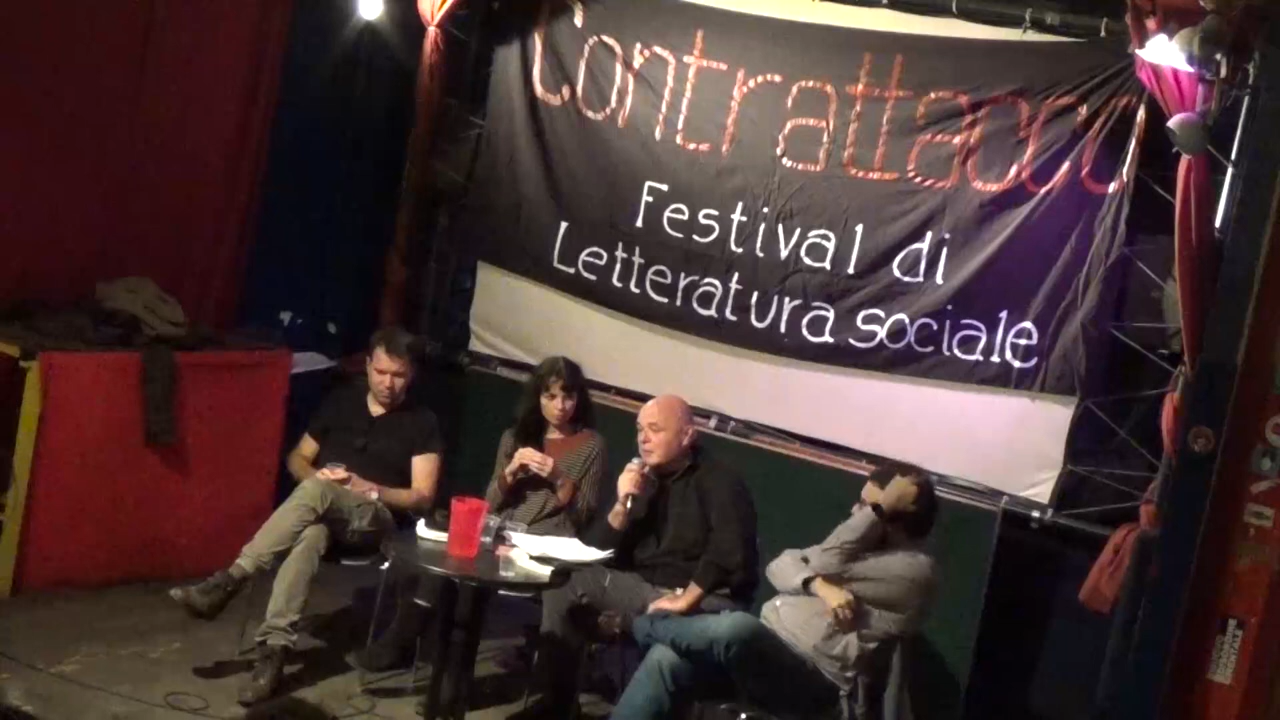 Contrattacco
Festival di
Letteratura sociale